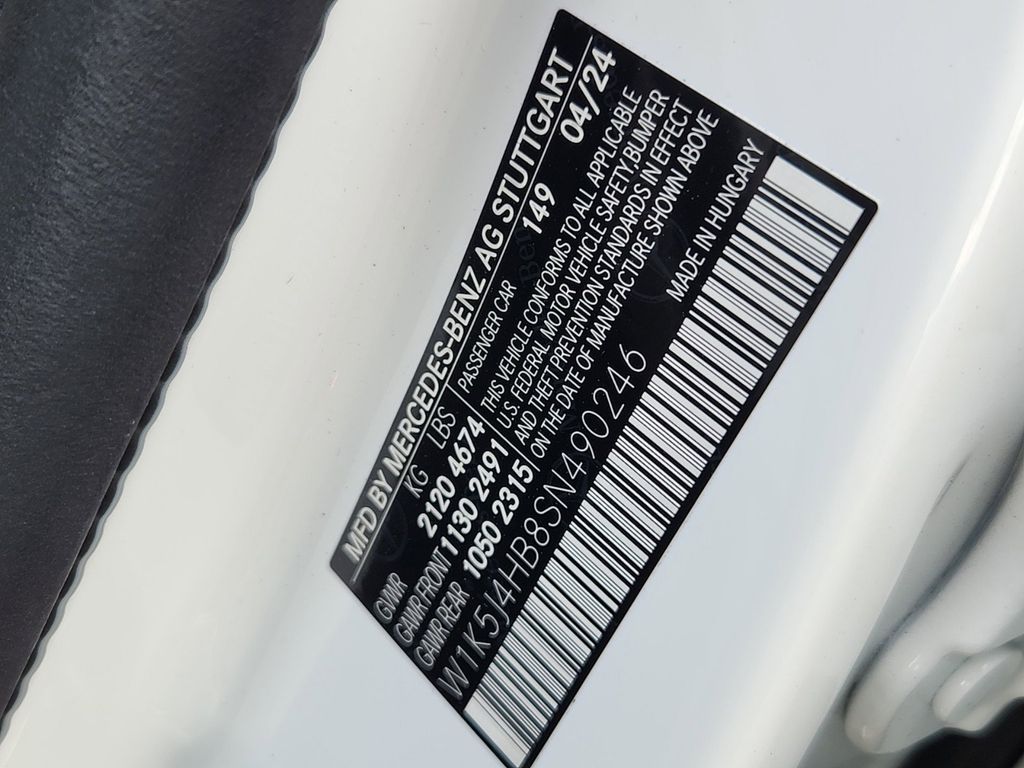 MFD BY MERCEDES-BENZ AG STUTTGART
KG LBS PASSENGER CAR 149 04/24
GVWR 2120 4674
GAWR FRONT 1130 2491
GAWR REAR 1050 2315
THIS VEHICLE CONFORMS TO ALL APPLICABLE
U.S. FEDERAL MOTOR VEHICLE SAFETY,BUMPER
AND THEFT PREVENTION STANDARDS IN EFFECT
ON THE DATE OF MANUFACTURE SHOWN ABOVE
W1K5J4HB8SN490246 MADE IN HUNGARY